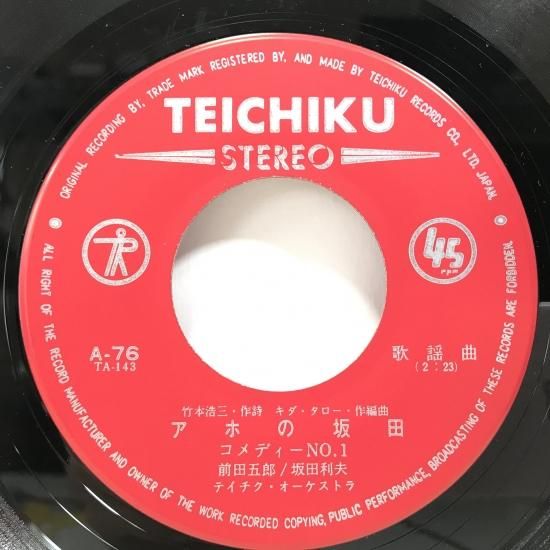 ORIGINAL RECORDING BY, TRADE MARK REGISTERED BY, AND MADE BY TEICHIKU RECORDS CO., LTD. JAPAN.
TEICHIKU
STEREO
45
rpm
A-76
TA-143
歌謡曲
(2:23)
竹本浩三・作詩 キダ・タロー・作編曲
アホの坂田
コメディーNO.1
前田五郎/坂田利夫
テイチク・オーケストラ
• ALL RIGHT OF THE RECORD MANUFACTURER AND OWNER OF THE WORK RECORDED COPYING, PUBLIC PERFORMANCE, BROADCASTING OF THESE RECORDS ARE FORBIDDEN. •